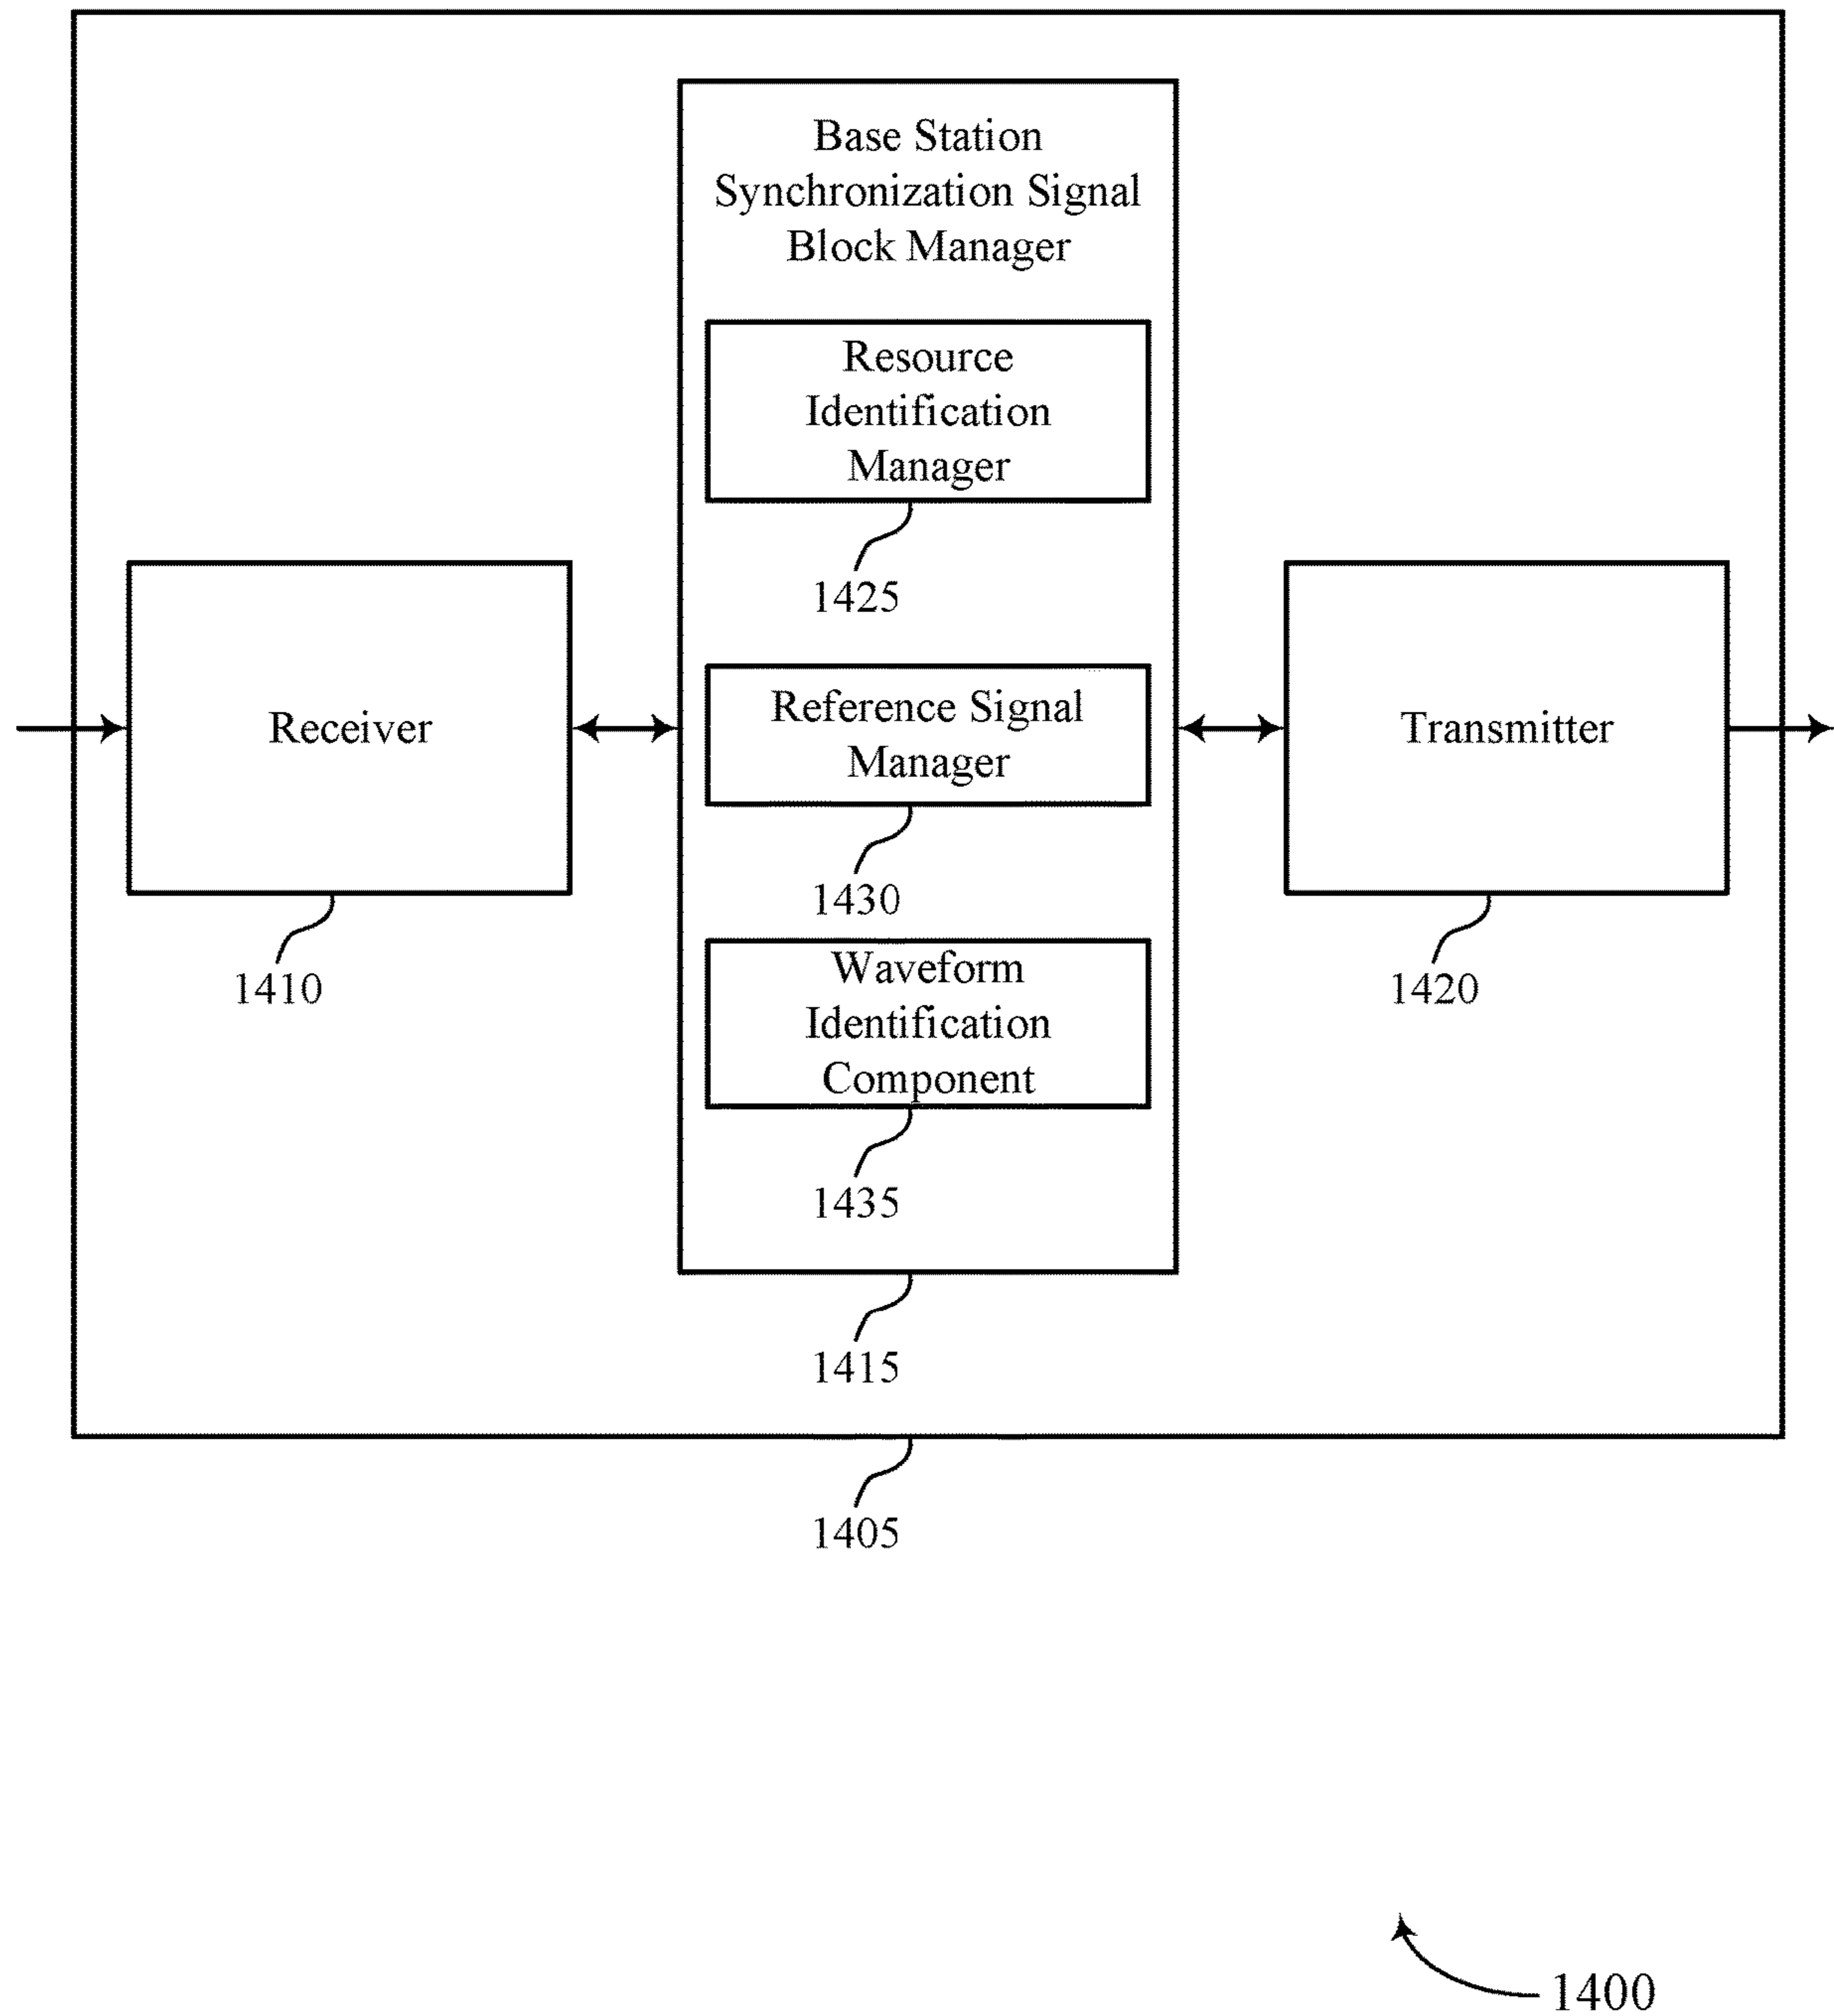 Base Station
Synchronization Signal
Block Manager
Resource
Identification
Manager
1425
Receiver
1410
Reference Signal
Manager
1430
Transmitter
1420
Waveform
Identification
Component
1435
1415
1405
1400